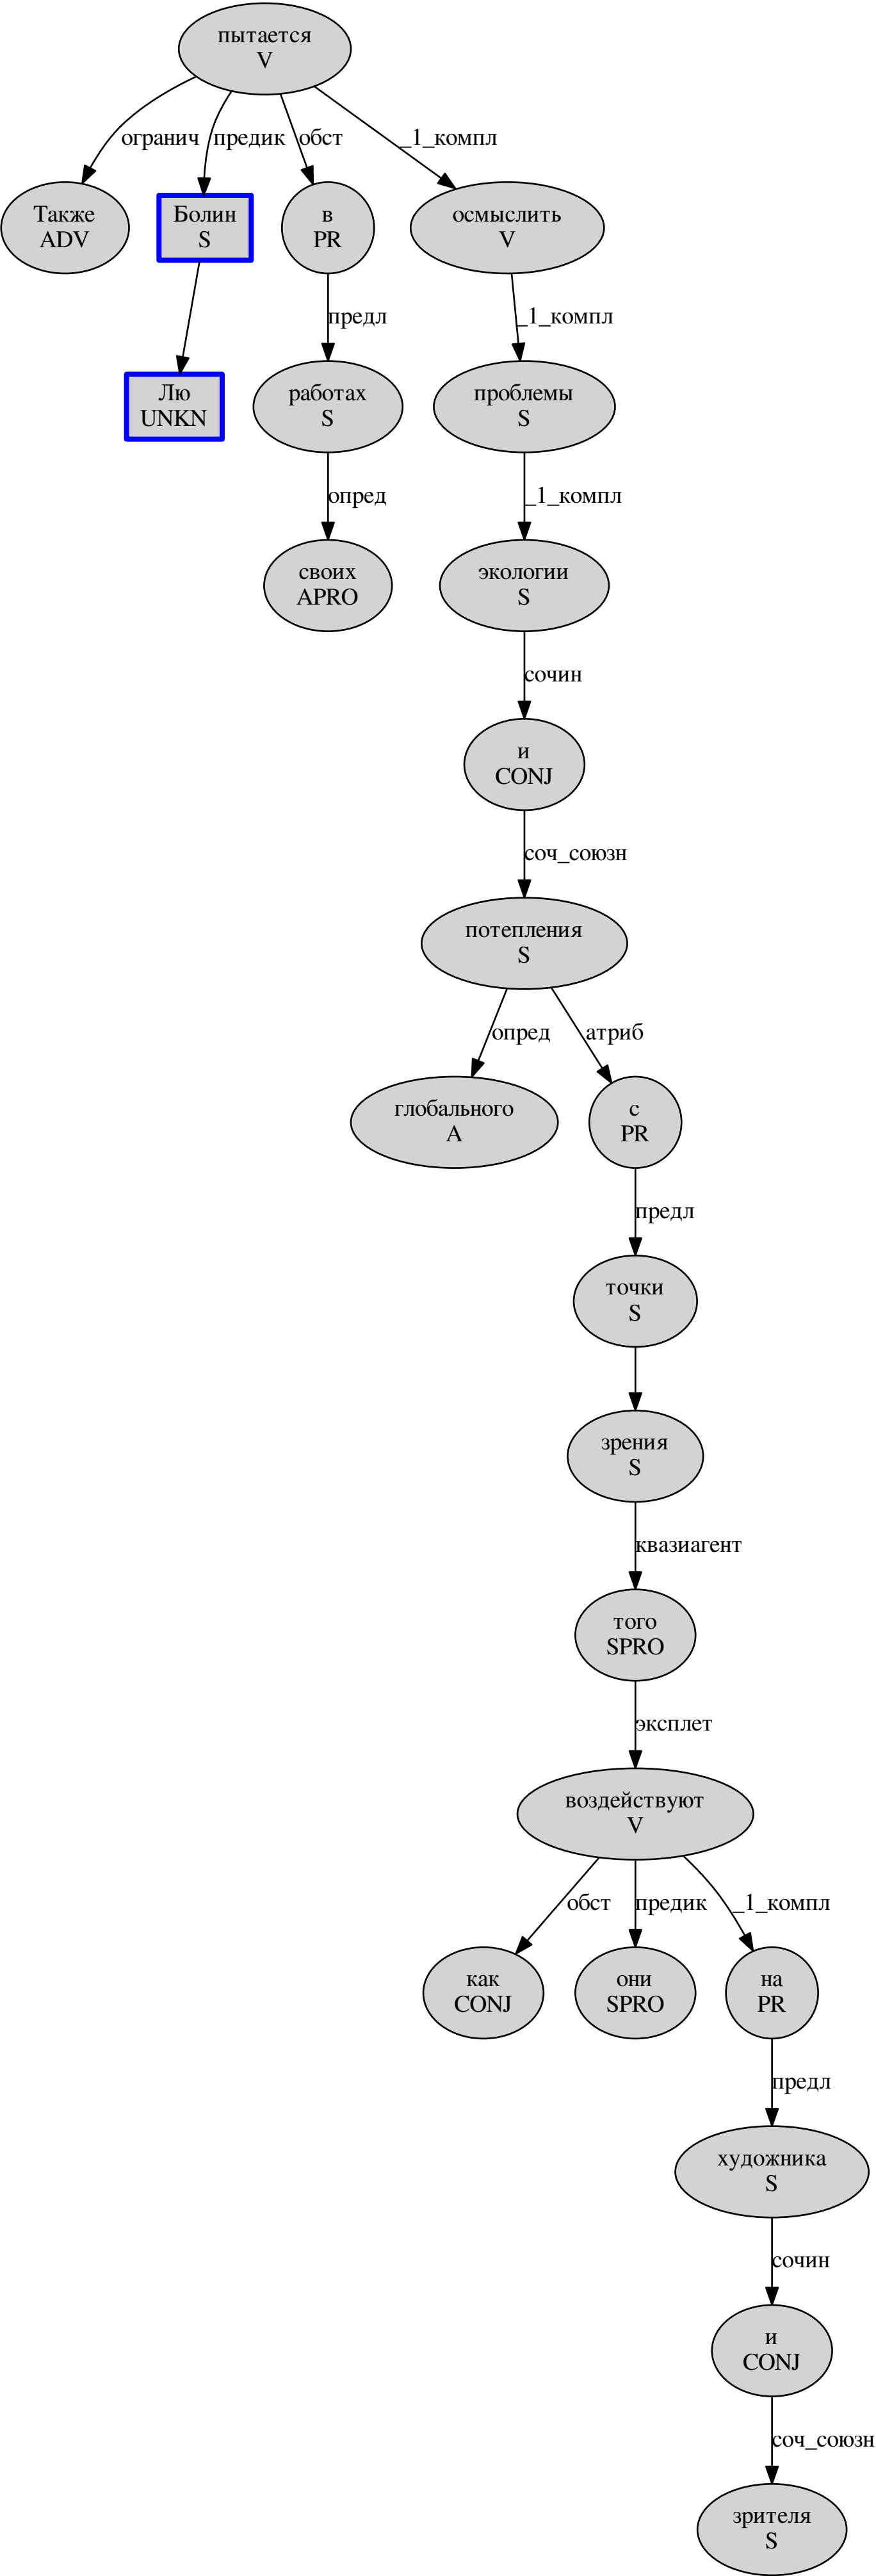 пытается
V
огранич предик обст _1_компл
Также
ADV
Болин
S
в
PR
осмыслить
V
предл _1_компл
Лю
UNKN
работах
S
проблемы
S
опред _1_компл
своих
APRO
экологии
S
сочин
и
CONJ
соч_союзн
потепления
S
опред атриб
глобального
A
с
PR
предл
точки
S
зрения
S
квазиагент
того
SPRO
эксплет
воздействуют
V
обст предик _1_компл
как
CONJ
они
SPRO
на
PR
предл
художника
S
сочин
и
CONJ
соч_союзн
зрителя
S